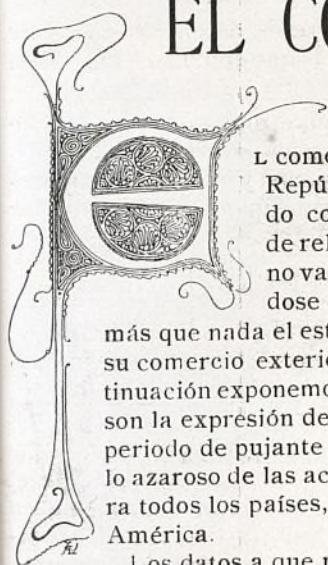 EL CO
E
L come
Repú
do co
de rel
no va
dose
más que nada el est
su comercio exterio
tinuación exponemo
son la expresión de
periodo de pujante
lo azaroso de las ac
ra todos los países,
América.
Los datos a que